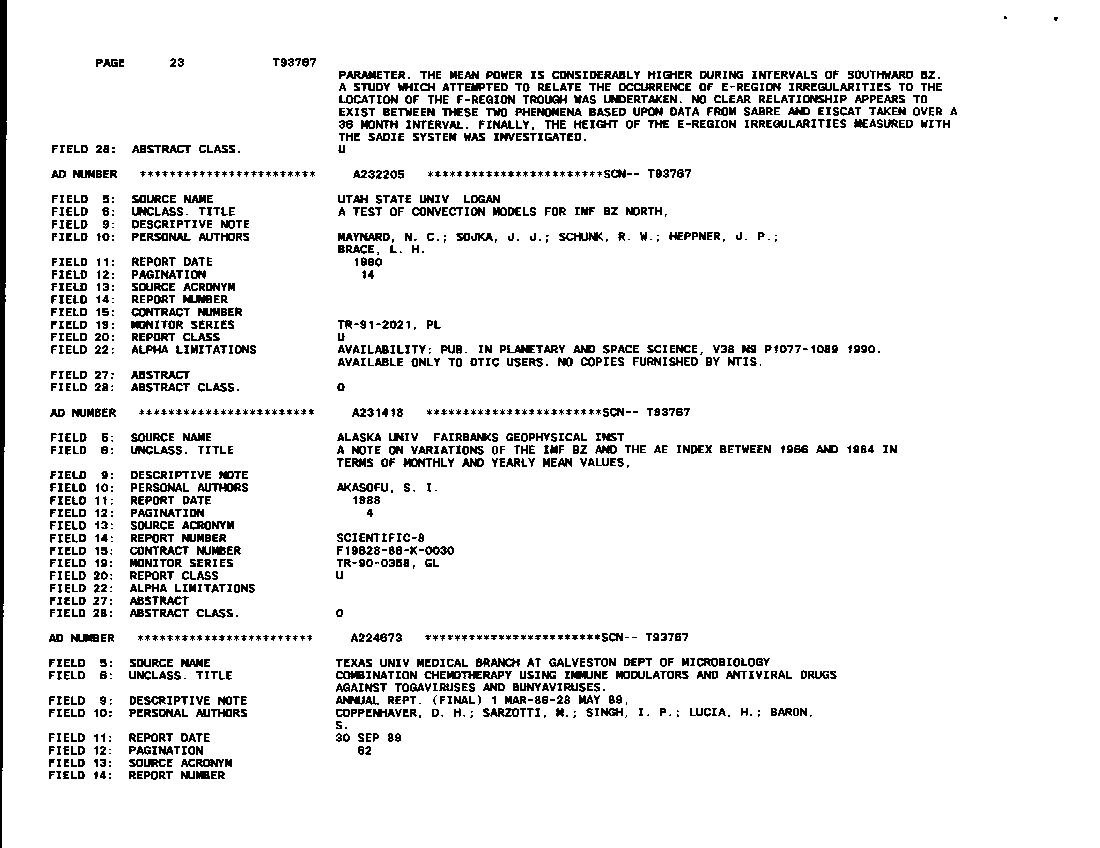 PAGE 23 T93767
PARAMETER. THE MEAN POWER IS CONSIDERABLY HIGHER DURING INTERVALS OF SOUTHWARD BZ.
A STUDY WHICH ATTEMPTED TO RELATE THE OCCURRENCE OF E-REGION IRREGULARITIES TO THE
LOCATION OF THE F-REGION TROUGH WAS UNDERTAKEN. NO CLEAR RELATIONSHIP APPEARS TO
EXIST BETWEEN THESE TWO PHENOMENA BASED UPON DATA FROM SABRE AND EISCAT TAKEN OVER A
36 MONTH INTERVAL. FINALLY, THE HEIGHT OF THE E-REGION IRREGULARITIES MEASURED WITH
THE SADIE SYSTEM WAS INVESTIGATED.
FIELD 28: ABSTRACT CLASS. U
AD NUMBER ************************ A232205 ************************SCN-- T93767
FIELD 5: SOURCE NAME UTAH STATE UNIV LOGAN
FIELD 6: UNCLASS. TITLE A TEST OF CONVECTION MODELS FOR IMF BZ NORTH,
FIELD 9: DESCRIPTIVE NOTE
FIELD 10: PERSONAL AUTHORS MAYNARD, N. C.; SOJKA, J. J.; SCHUNK, R. W.; HEPPNER, J. P.;
BRACE, L. H.
FIELD 11: REPORT DATE 1990
FIELD 12: PAGINATION 14
FIELD 13: SOURCE ACRONYM
FIELD 14: REPORT NUMBER
FIELD 15: CONTRACT NUMBER
FIELD 19: MONITOR SERIES TR-91-2021, PL
FIELD 20: REPORT CLASS U
FIELD 22: ALPHA LIMITATIONS AVAILABILITY: PUB. IN PLANETARY AND SPACE SCIENCE, V38 N9 P1077-1089 1990.
AVAILABLE ONLY TO DTIC USERS. NO COPIES FURNISHED BY NTIS.
FIELD 27: ABSTRACT
FIELD 28: ABSTRACT CLASS. 0
AD NUMBER ************************ A231418 ************************SCN-- T93767
FIELD 5: SOURCE NAME ALASKA UNIV FAIRBANKS GEOPHYSICAL INST
FIELD 6: UNCLASS. TITLE A NOTE ON VARIATIONS OF THE IMF BZ AND THE AE INDEX BETWEEN 1966 AND 1984 IN
TERMS OF MONTHLY AND YEARLY MEAN VALUES,
FIELD 9: DESCRIPTIVE NOTE
FIELD 10: PERSONAL AUTHORS AKASOFU, S. I.
FIELD 11: REPORT DATE 1988
FIELD 12: PAGINATION 4
FIELD 13: SOURCE ACRONYM
FIELD 14: REPORT NUMBER SCIENTIFIC-8
FIELD 15: CONTRACT NUMBER F19628-86-K-0030
FIELD 19: MONITOR SERIES TR-90-0358, GL
FIELD 20: REPORT CLASS U
FIELD 22: ALPHA LIMITATIONS
FIELD 27: ABSTRACT
FIELD 28: ABSTRACT CLASS. 0
AD NUMBER ************************ A224673 ************************SCN-- T93767
FIELD 5: SOURCE NAME TEXAS UNIV MEDICAL BRANCH AT GALVESTON DEPT OF MICROBIOLOGY
FIELD 6: UNCLASS. TITLE COMBINATION CHEMOTHERAPY USING IMMUNE MODULATORS AND ANTIVIRAL DRUGS
AGAINST TOGAVIRUSES AND BUNYAVIRUSES.
FIELD 9: DESCRIPTIVE NOTE ANNUAL REPT. (FINAL) 1 MAR-86-28 MAY 89,
FIELD 10: PERSONAL AUTHORS COPPENHAVER, D. H.; SARZOTTI, M.; SINGH, I. P.; LUCIA, H.; BARON,
S.
FIELD 11: REPORT DATE 30 SEP 89
FIELD 12: PAGINATION 62
FIELD 13: SOURCE ACRONYM
FIELD 14: REPORT NUMBER